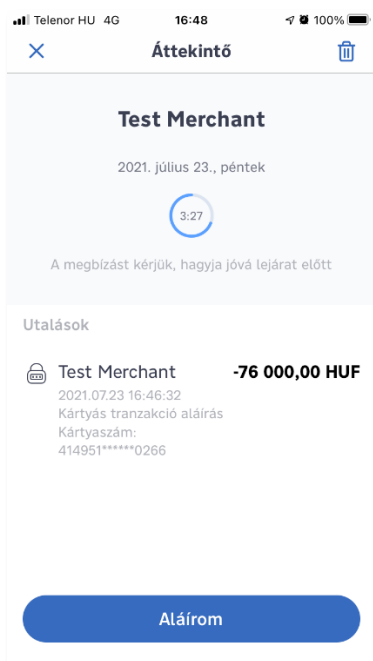 Telenor HU 4G 16:48 100%
Áttekintő
Test Merchant
2021. július 23., péntek
3:27
A megbízást kérjük, hagyja jóvá lejárat előtt
Utalások
Test Merchant -76 000,00 HUF
2021.07.23 16:46:32
Kártyás tranzakció aláírás
Kártyaszám:
414951******0266
Aláírom